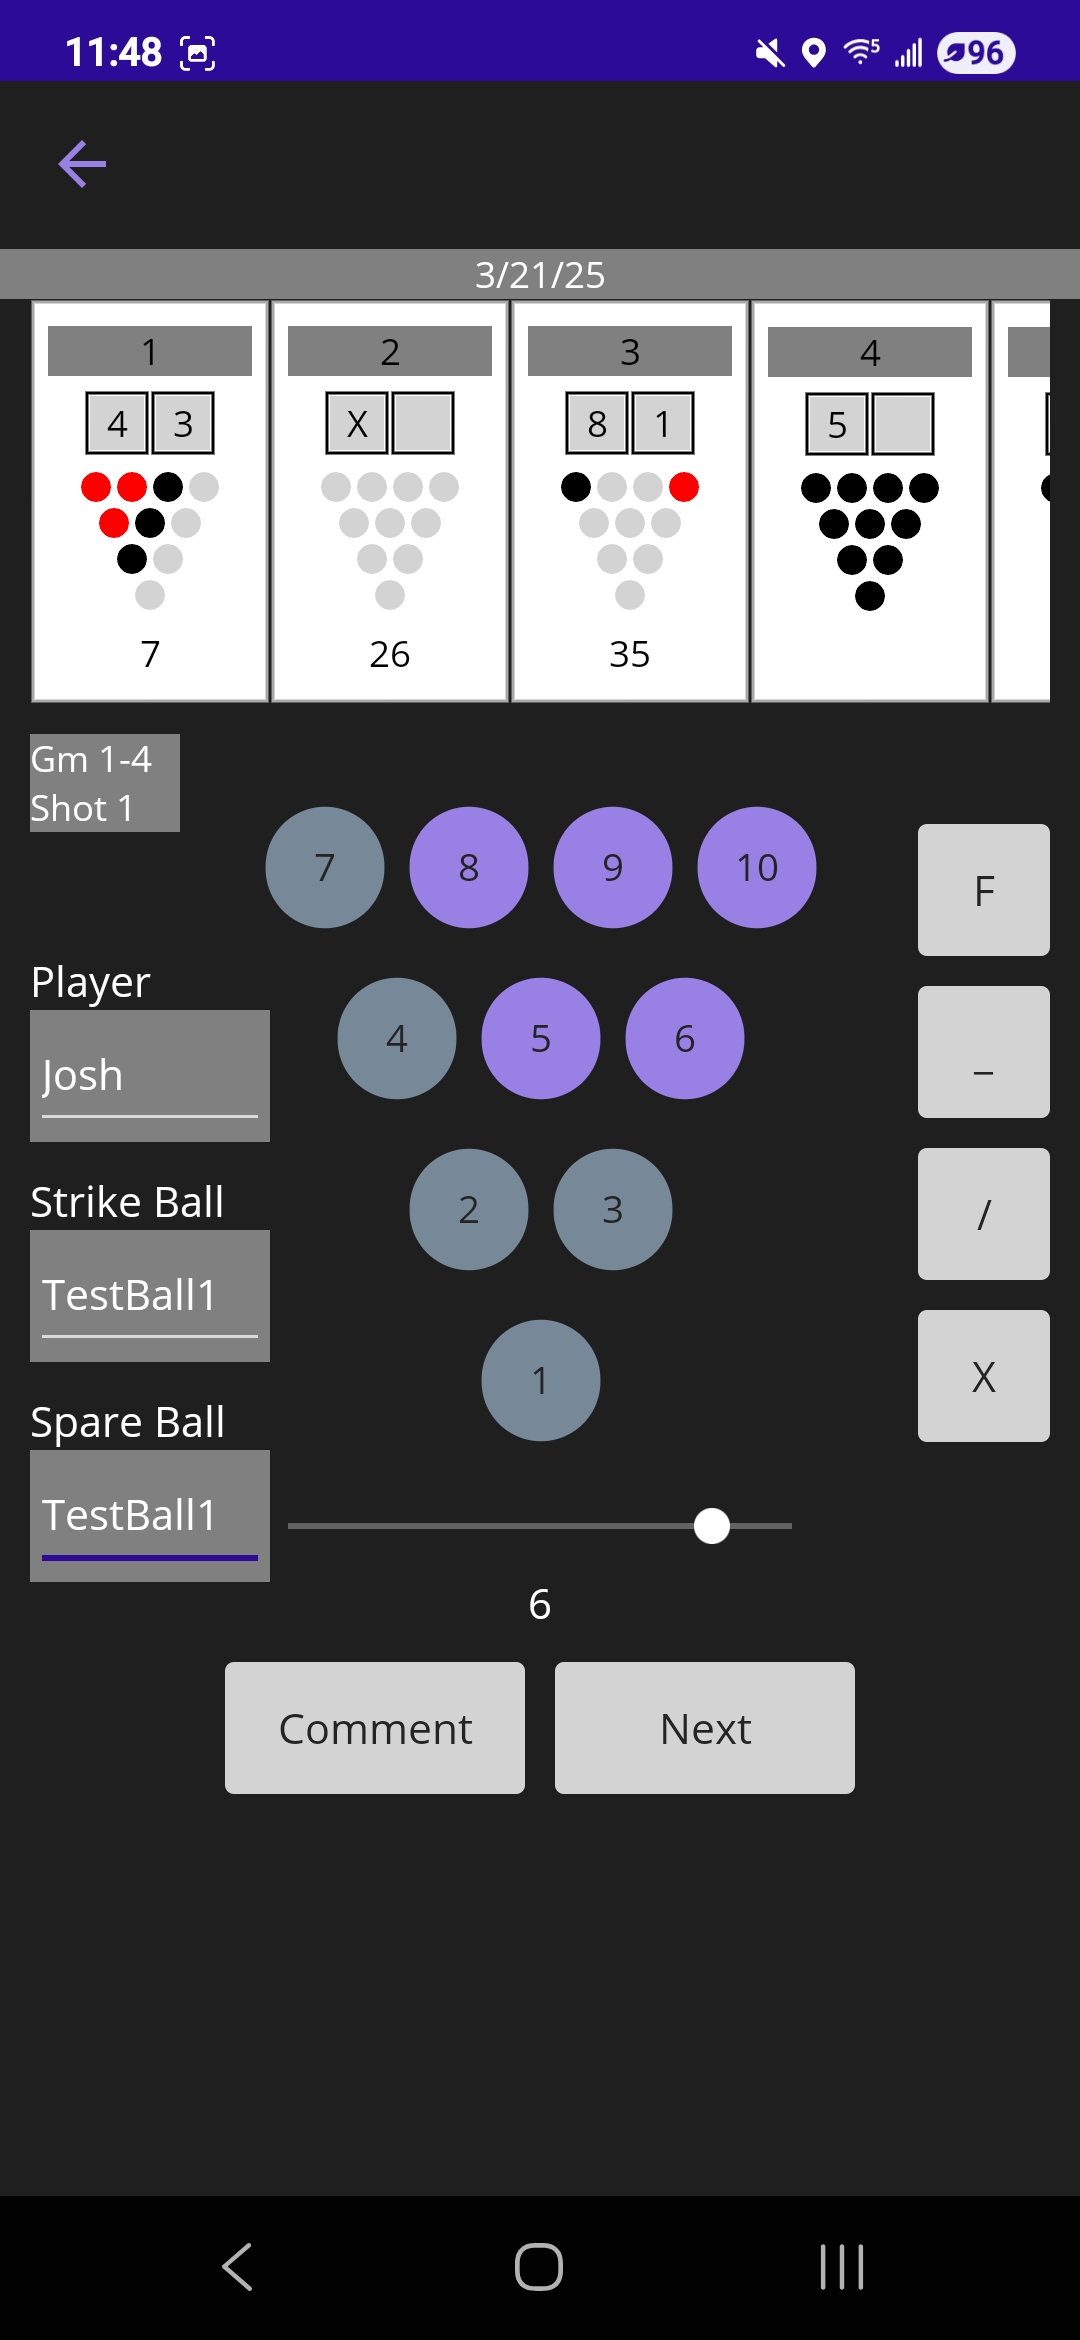 11:48 5 96
3/21/25
1 2 3 4
4 3 X 8 1 5
7 26 35
Gm 1-4
Shot 1
7 8 9 10
F
Player
4 5 6
_
Josh
Strike Ball
2 3
/
TestBall1
1
X
Spare Ball
TestBall1
6
Comment Next